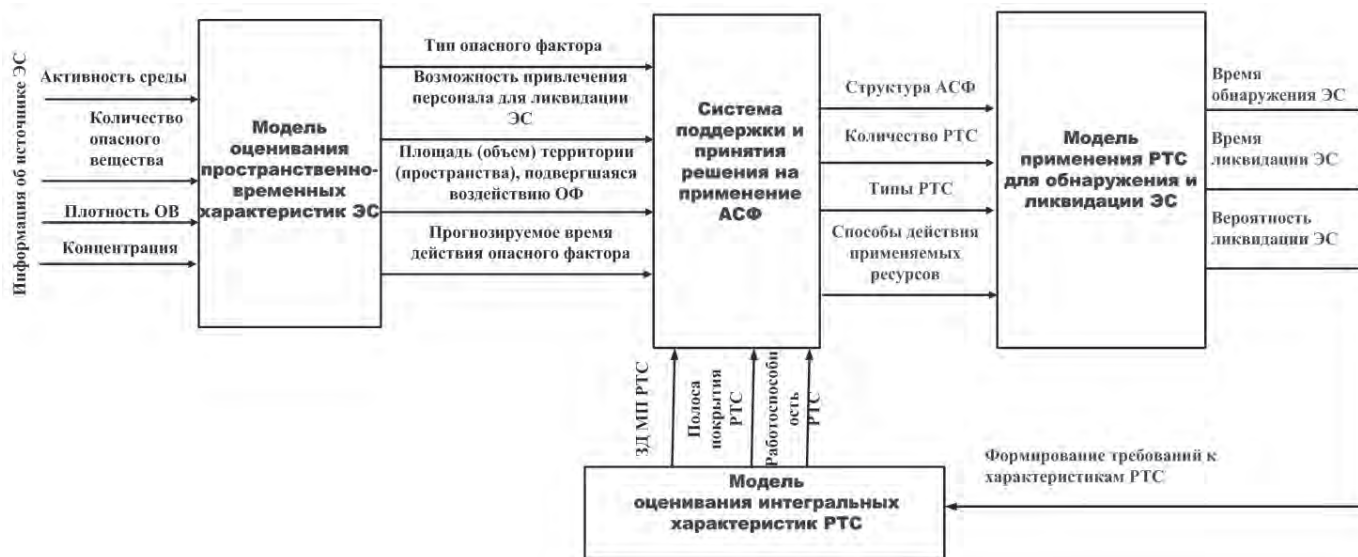 Информация об источнике ЭС
Активность среды
Количество
опасного
вещества
Плотность ОВ
Концентрация
Модель
оценивания
пространственно-
временных
характеристик ЭС
Тип опасного фактора
Возможность привлечения
персонала для ликвидации
ЭС
Площадь (объем) территории
(пространства), подвергшаяся
воздействию ОФ
Прогнозируемое время
действия опасного фактора
Система
поддержки и
принятия
решения на
применение
АСФ
Структура АСФ
Количество РТС
Типы РТС
Способы действия
применяемых
ресурсов
Модель
применения РТС
для обнаружения и
ликвидации ЭС
Время
обнаружения ЭС
Время
ликвидации ЭС
Вероятность
ликвидации ЭС
ЗД МП РТС
Полоса
покрытия
РТС
Работоспособн
ость
РТС
Модель
оценивания интегральных
характеристик РТС
Формирование требований к
характеристикам РТС